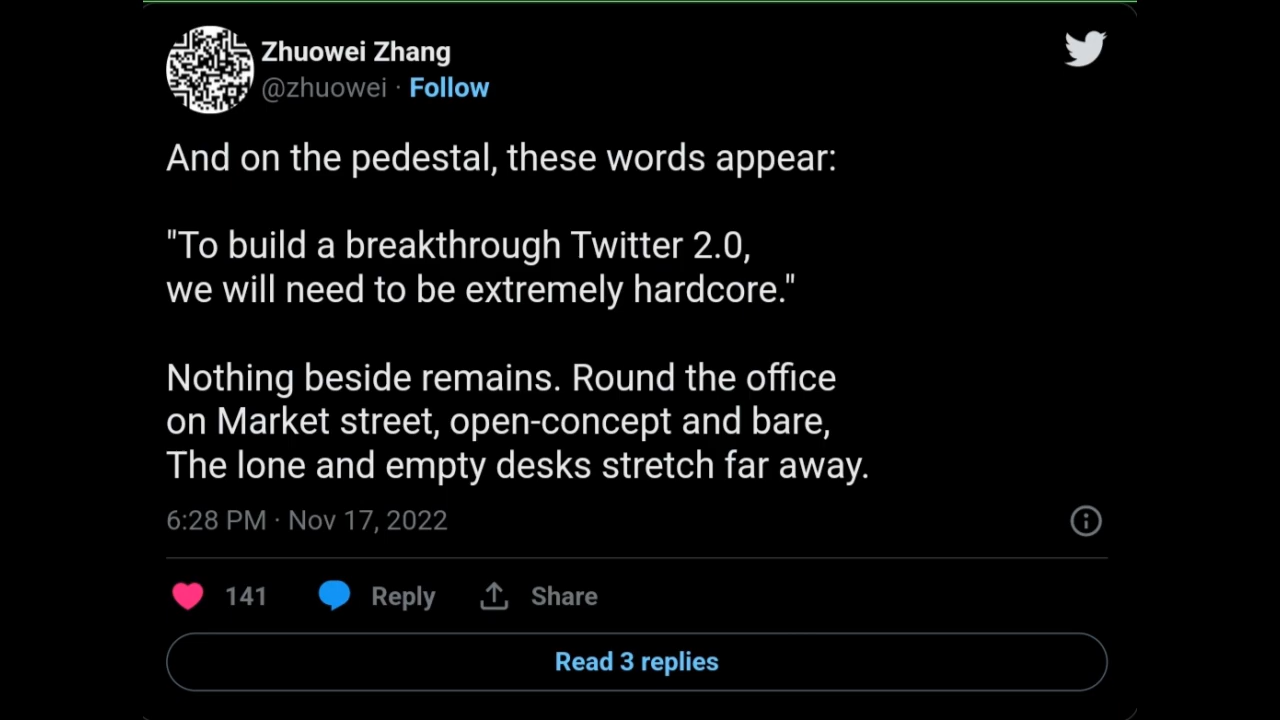 Zhuowei Zhang
@zhuowei · Follow
And on the pedestal, these words appear:
"To build a breakthrough Twitter 2.0,
we will need to be extremely hardcore."
Nothing beside remains. Round the office
on Market street, open-concept and bare,
The lone and empty desks stretch far away.
6:28 PM · Nov 17, 2022
141 Reply Share
Read 3 replies